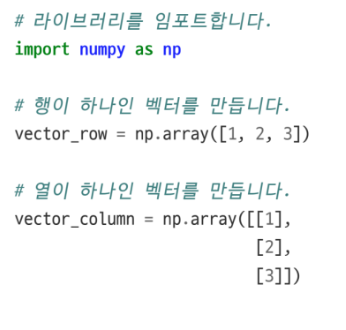 # 라이브러리를 임포트합니다.
import numpy as np
# 행이 하나인 벡터를 만듭니다.
vector_row = np.array([1, 2, 3])
# 열이 하나인 벡터를 만듭니다.
vector_column = np.array([[1],
[2],
[3]])